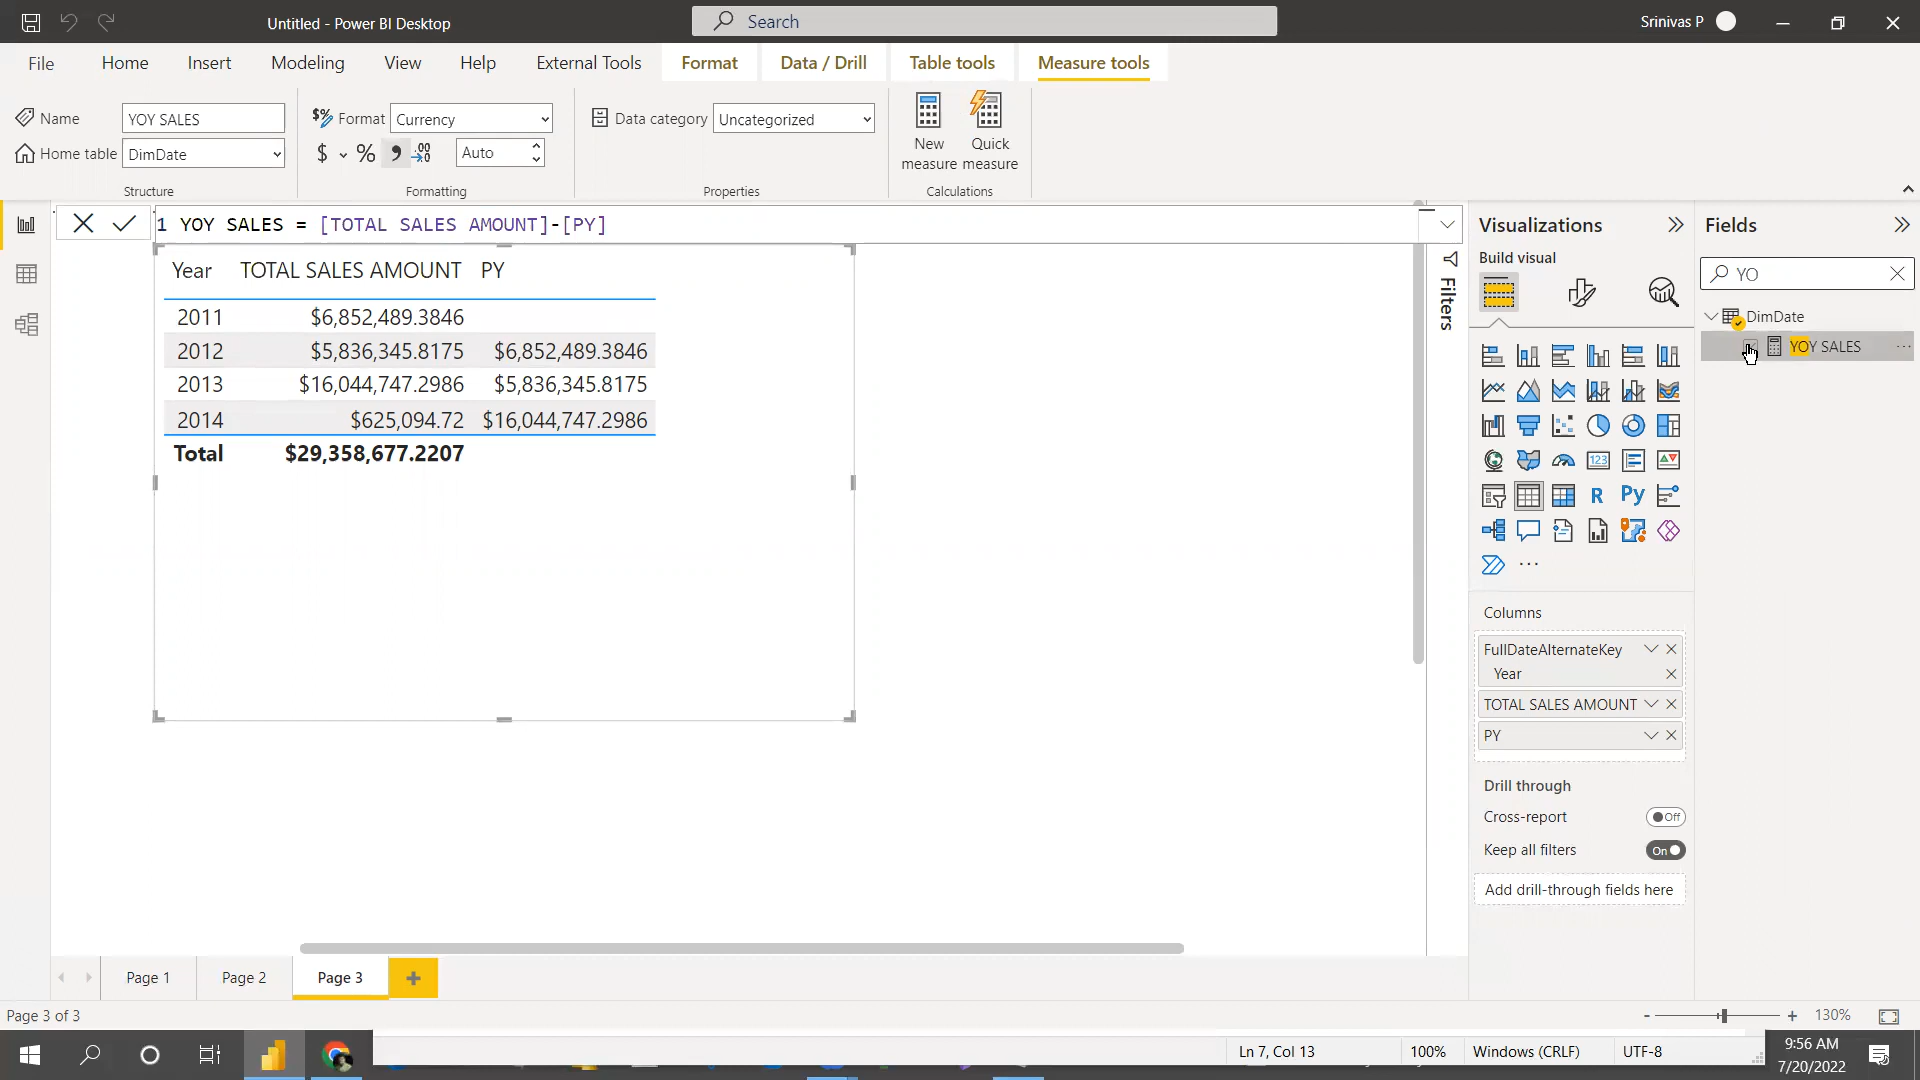 Untitled - Power BI Desktop
Search
Srinivas P
File Home Insert Modeling View Help External Tools Format Data / Drill Table tools Measure tools
Name YOY SALES
Home table DimDate
Structure
Format Currency
$ % , .00 Auto
Formatting
Data category Uncategorized
Properties
New measure
Quick measure
Calculations
1 YOY SALES = [TOTAL SALES AMOUNT]-[PY]
Year TOTAL SALES AMOUNT PY
2011 $6,852,489.3846
2012 $5,836,345.8175 $6,852,489.3846
2013 $16,044,747.2986 $5,836,345.8175
2014 $625,094.72 $16,044,747.2986
Total $29,358,677.2207
Filters
Visualizations
Build visual
123
R Py
...
Columns
FullDateAlternateKey
Year
TOTAL SALES AMOUNT
PY
Drill through
Cross-report Off
Keep all filters On
Add drill-through fields here
Fields
YO
DimDate
YOY SALES ...
Page 1 Page 2 Page 3 +
Page 3 of 3
- + 130%
Ln 7, Col 13 100% Windows (CRLF) UTF-8
9:56 AM
7/20/2022